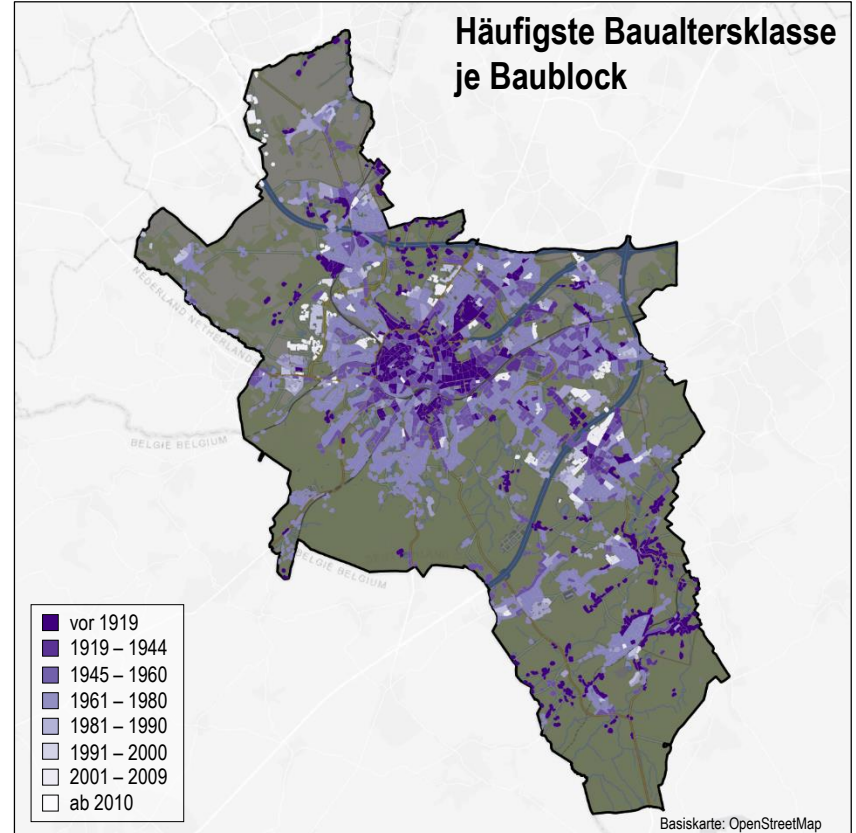 Häufigste Baualtersklasse
je Baublock
NEDERLAND NETHERLANDS
BELGIË BELGIUM
BELGIË BELGIUM
vor 1919
1919 – 1944
1945 – 1960
1961 – 1980
1981 – 1990
1991 – 2000
2001 – 2009
ab 2010
Basiskarte: OpenStreetMap